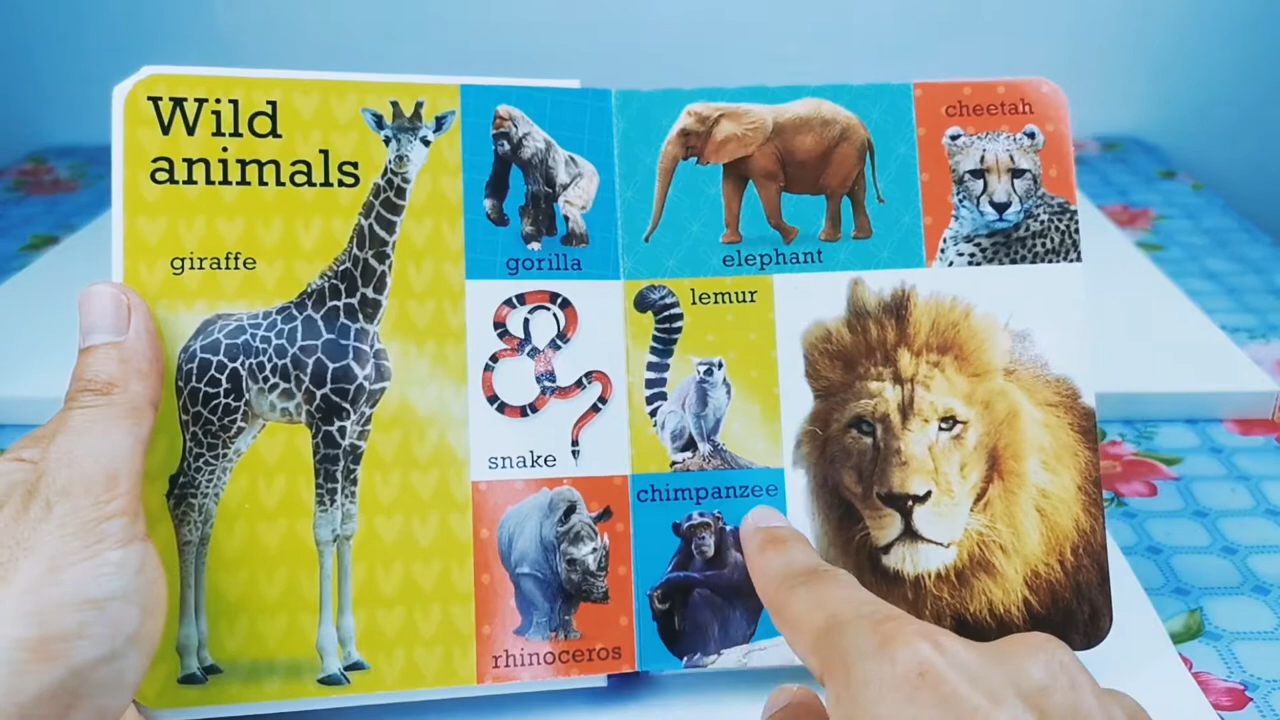 Wild
animals
giraffe
gorilla
snake
rhinoceros
elephant
cheetah
lemur
chimpanzee